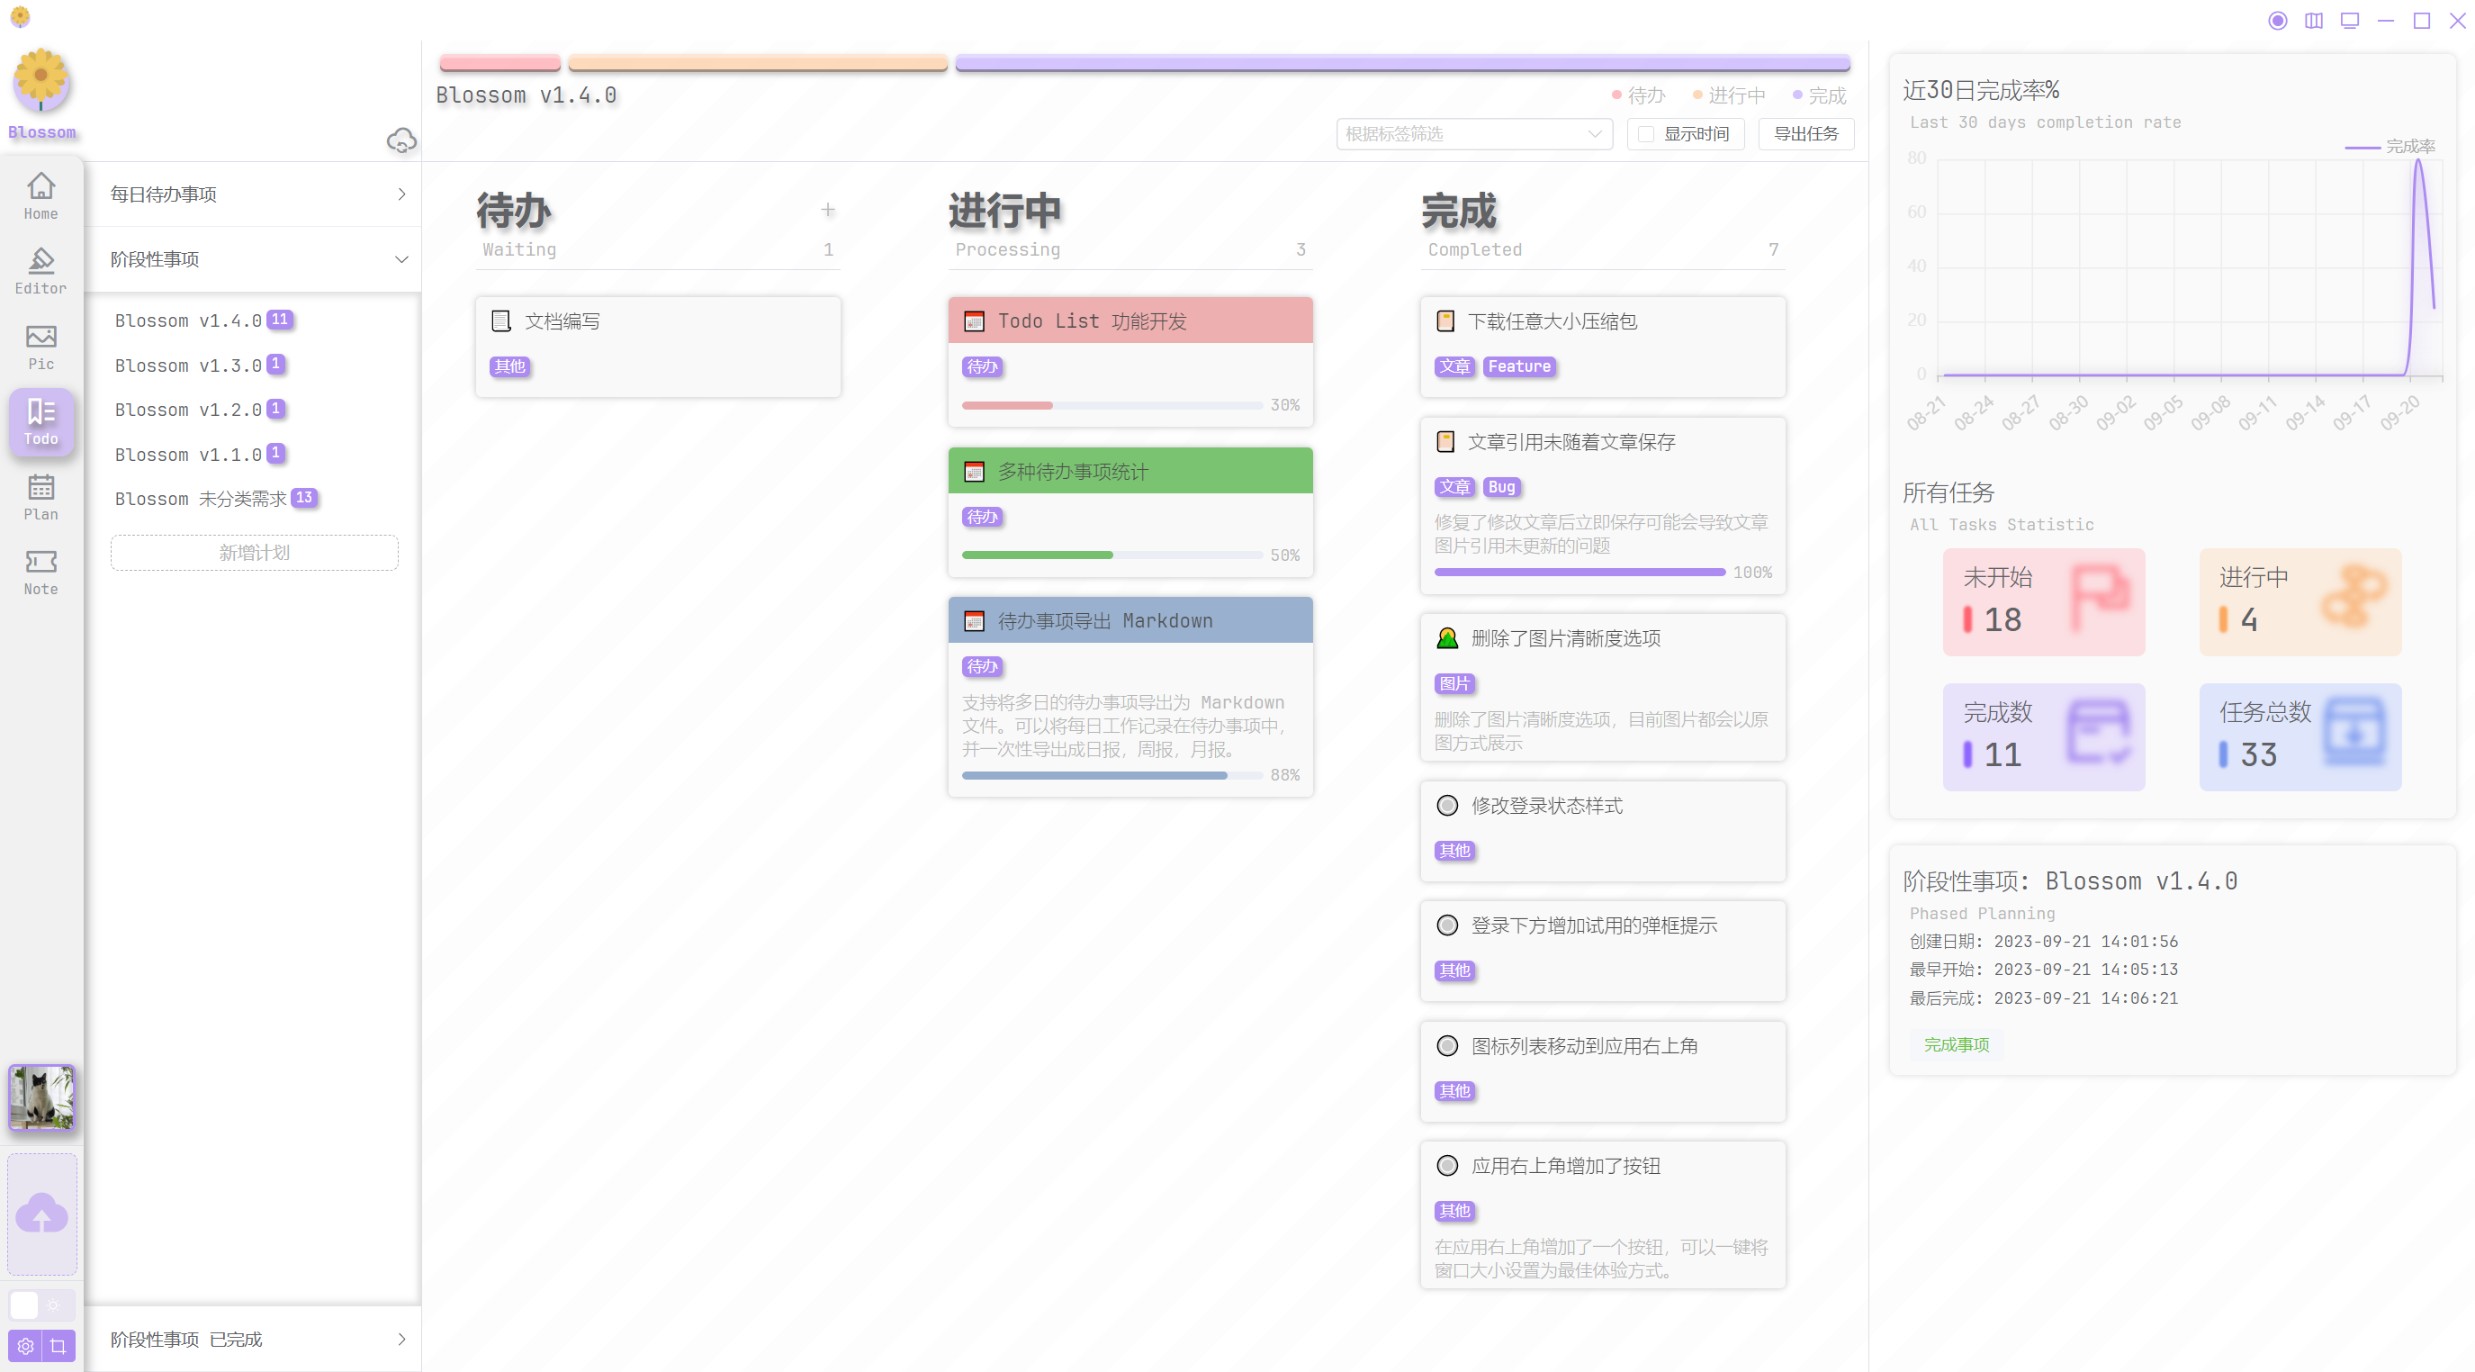 Blossom
Home
Editor
Pic
Todo
Plan
Note
每日待办事项
阶段性事项
Blossom v1.4.0 11
Blossom v1.3.0 1
Blossom v1.2.0 1
Blossom v1.1.0 1
Blossom 未分类需求 13
新增计划
阶段性事项 已完成
Blossom v1.4.0
待办 进行中 完成
根据标签筛选
显示时间
导出任务
待办
Waiting 1
文档编写
其他
进行中
Processing 3
Todo List 功能开发
待办
30%
多种待办事项统计
待办
50%
待办事项导出 Markdown
待办
支持将多日的待办事项导出为 Markdown
文件。可以将每日工作记录在待办事项中，
并一次性导出成日报，周报，月报。
88%
完成
Completed 7
下载任意大小压缩包
文章 Feature
文章引用未随着文章保存
文章 Bug
修复了修改文章后立即保存可能会导致文章
图片引用未更新的问题
100%
删除了图片清晰度选项
图片
删除了图片清晰度选项，目前图片都会以原
图方式展示
修改登录状态样式
其他
登录下方增加试用的弹框提示
其他
图标列表移动到应用右上角
其他
应用右上角增加了按钮
其他
在应用右上角增加了一个按钮，可以一键将
窗口大小设置为最佳体验方式。
近30日完成率%
Last 30 days completion rate
完成率
80
60
40
20
0
08-21 08-24 08-27 08-30 09-02 09-05 09-08 09-11 09-14 09-17 09-20
所有任务
All Tasks Statistic
未开始
18
进行中
4
完成数
11
任务总数
33
阶段性事项: Blossom v1.4.0
Phased Planning
创建日期: 2023-09-21 14:01:56
最早开始: 2023-09-21 14:05:13
最后完成: 2023-09-21 14:06:21
完成事项